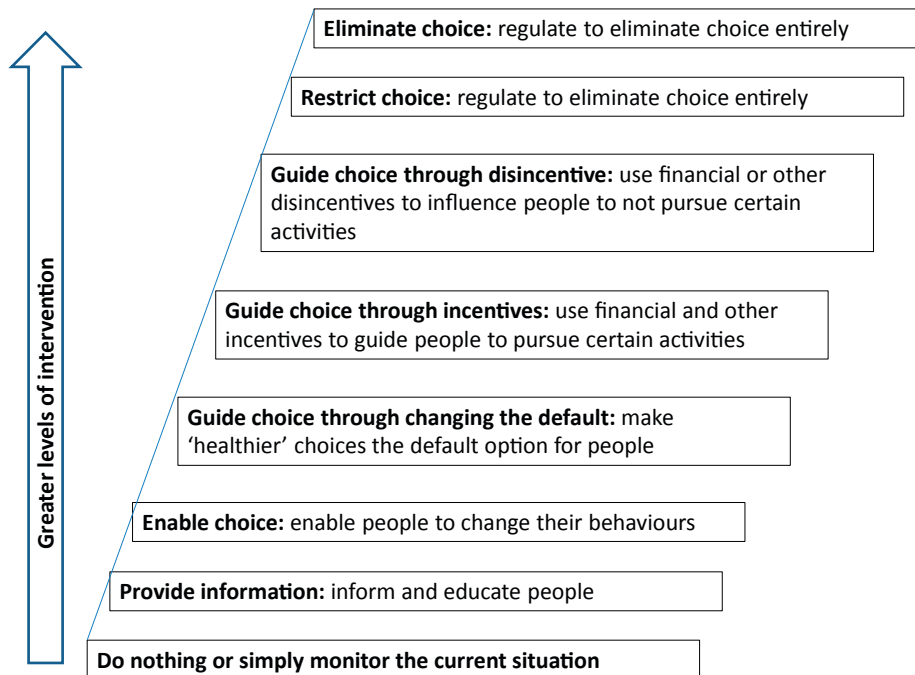 Eliminate choice: regulate to eliminate choice entirely
Restrict choice: regulate to eliminate choice entirely
Guide choice through disincentive: use financial or other
disincentives to influence people to not pursue certain
activities
Guide choice through incentives: use financial and other
incentives to guide people to pursue certain activities
Guide choice through changing the default: make
‘healthier’ choices the default option for people
Enable choice: enable people to change their behaviours
Provide information: inform and educate people
Do nothing or simply monitor the current situation
Greater levels of intervention